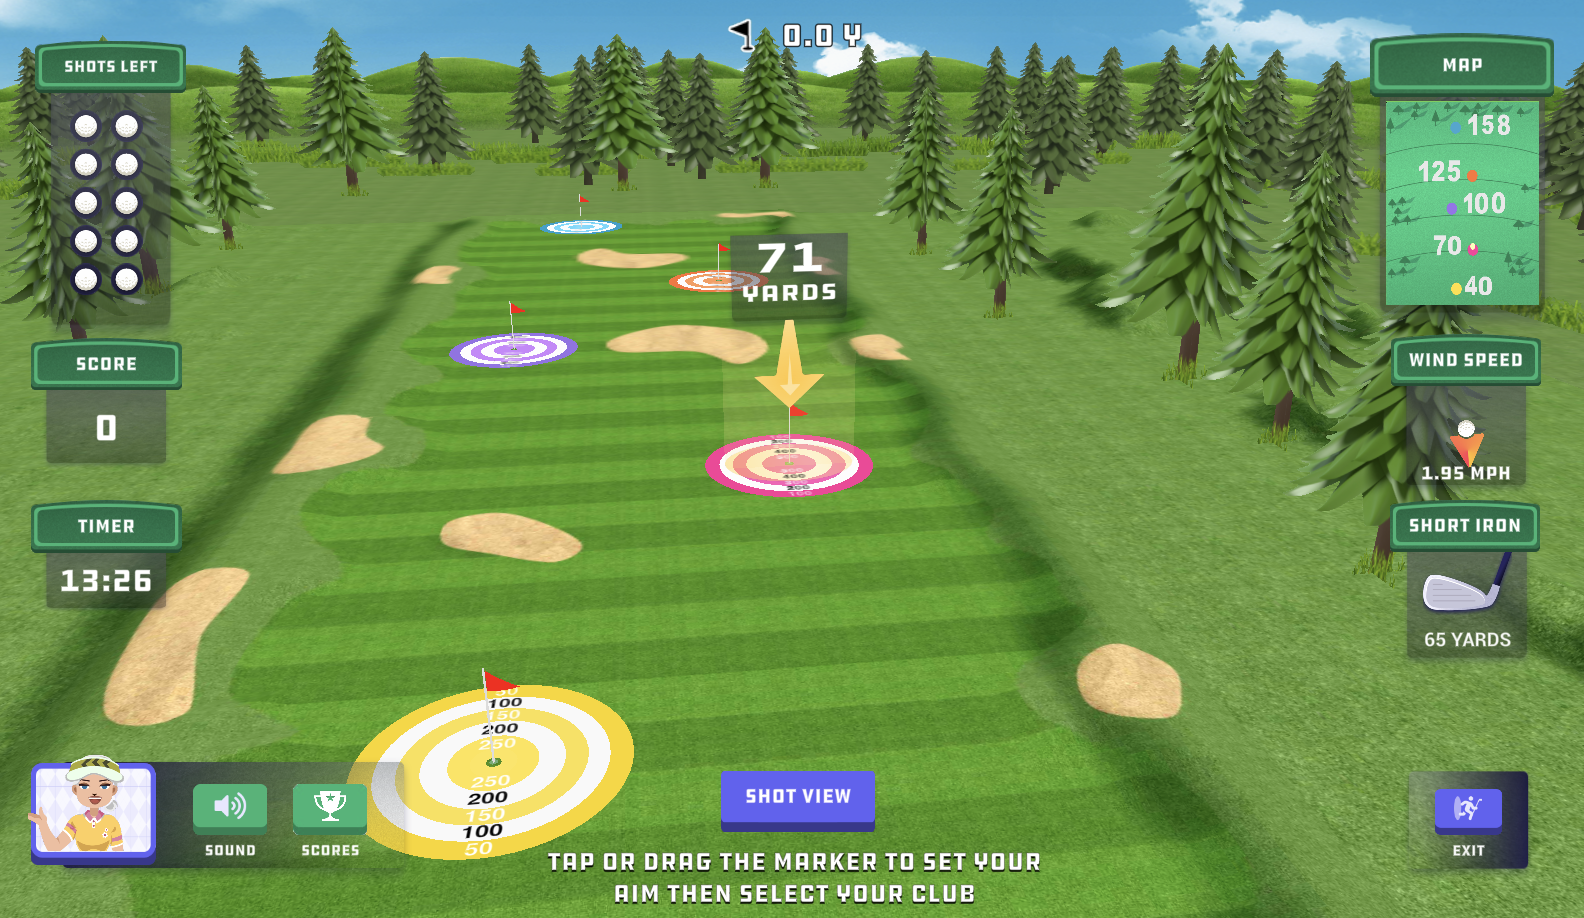 0.0 Y
SHOTS LEFT
MAP
158
125
100
70
40
71
YARDS
SCORE
0
WIND SPEED
1.95 MPH
TIMER
13:26
SHORT IRON
65 YARDS
50
100
150
200
250
250
200
150
100
50
SHOT VIEW
SOUND
SCORES
EXIT
TAP OR DRAG THE MARKER TO SET YOUR
AIM THEN SELECT YOUR CLUB